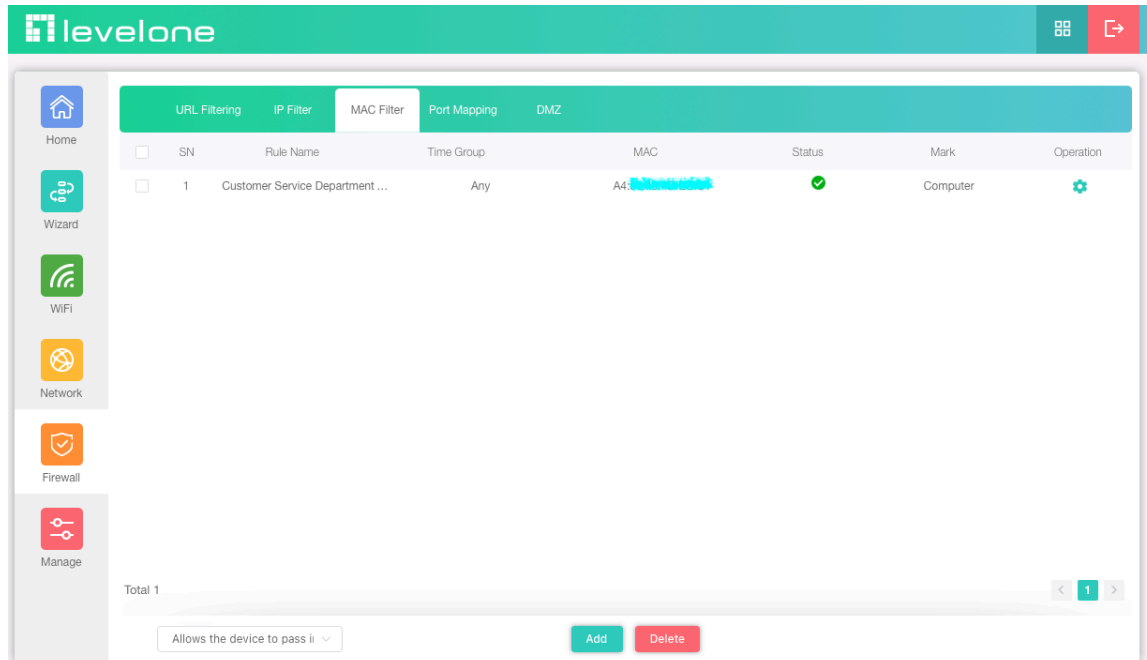 levelone
URL Filtering IP Filter MAC Filter Port Mapping DMZ
Home
SN Rule Name Time Group MAC Status Mark Operation
1 Customer Service Department ... Any A4: Computer
Wizard
WiFi
Network
Firewall
Manage
Total 1
< 1 >
Allows the device to pass Add Delete